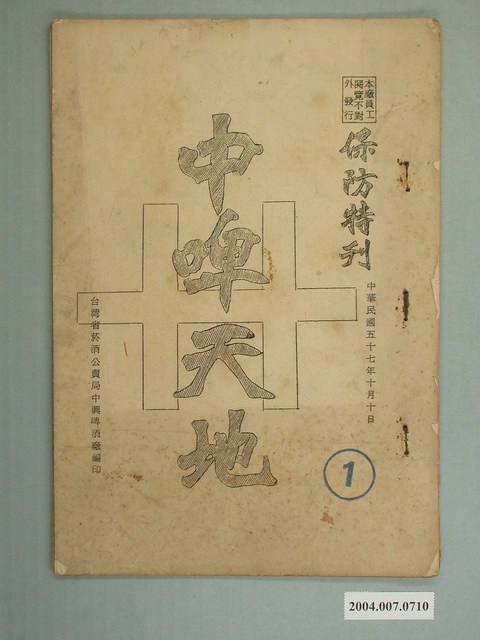 本廠員工
閱覽不對
外發行
保防特刊
中華民國五十七年十月十日
中啤天地
台灣省菸酒公賣局中興啤酒廠編印
1
2004.007.0710